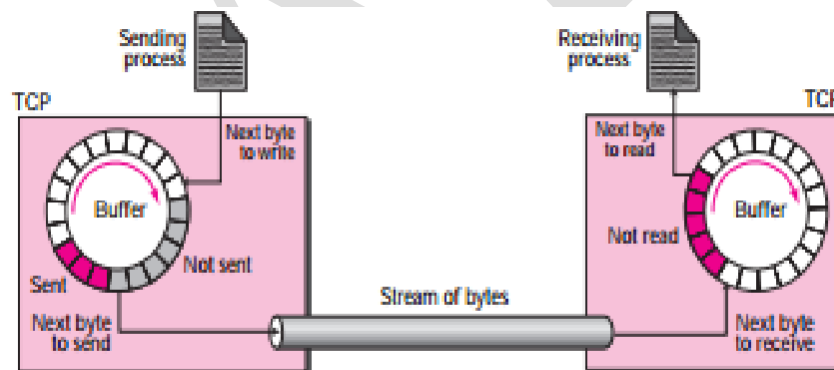 Sending
process
Receiving
process
TCP
TCP
Next byte
to write
Next byte
to read
Buffer
Buffer
Not sent
Not read
Sent
Stream of bytes
Next byte
to send
Next byte
to receive